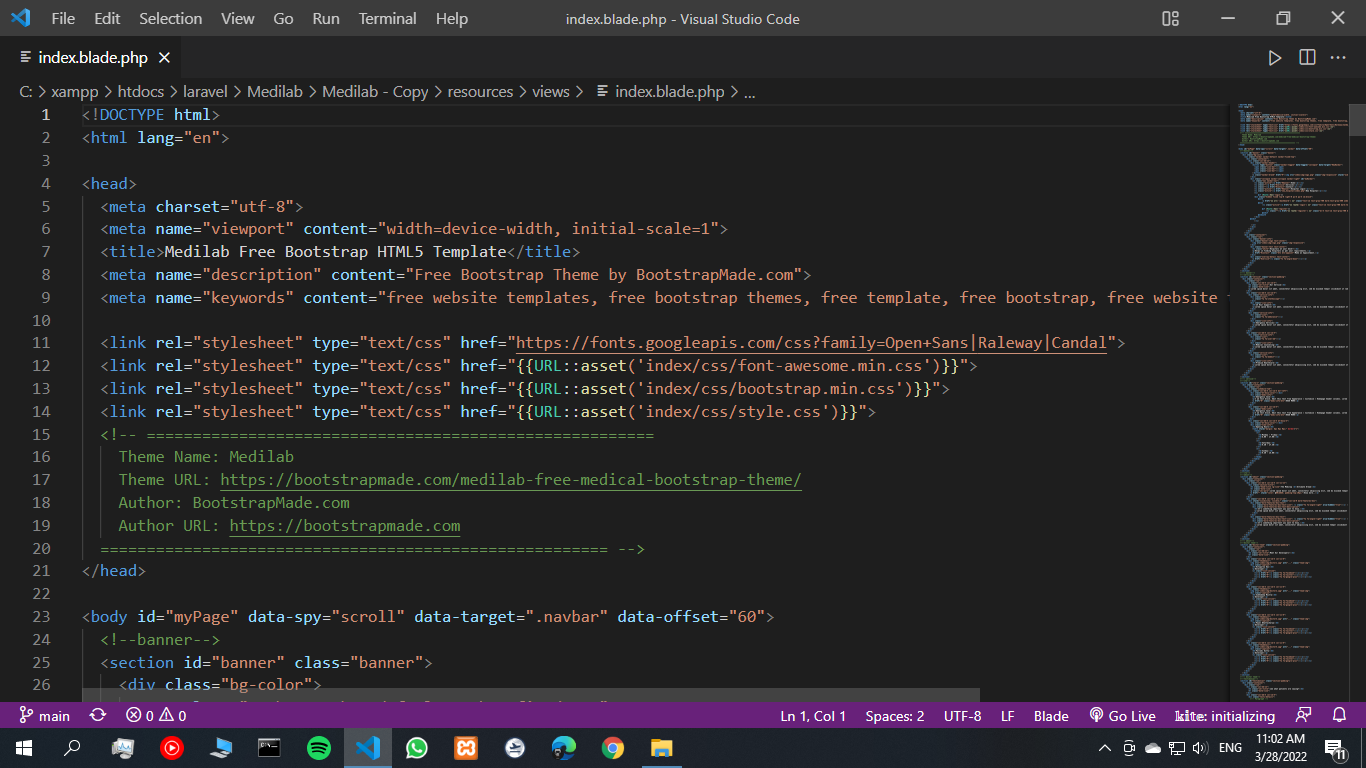 File Edit Selection View Go Run Terminal Help index.blade.php - Visual Studio Code
index.blade.php
C: > xampp > htdocs > laravel > Medilab > Medilab - Copy > resources > views > index.blade.php > ...
1 <!DOCTYPE html>
2 <html lang="en">
3
4 <head>
5 <meta charset="utf-8">
6 <meta name="viewport" content="width=device-width, initial-scale=1">
7 <title>Medilab Free Bootstrap HTML5 Template</title>
8 <meta name="description" content="Free Bootstrap Theme by BootstrapMade.com">
9 <meta name="keywords" content="free website templates, free bootstrap themes, free template, free bootstrap, free website
10
11 <link rel="stylesheet" type="text/css" href="https://fonts.googleapis.com/css?family=Open+Sans|Raleway|Candal">
12 <link rel="stylesheet" type="text/css" href="{{URL::asset('index/css/font-awesome.min.css')}}">
13 <link rel="stylesheet" type="text/css" href="{{URL::asset('index/css/bootstrap.min.css')}}">
14 <link rel="stylesheet" type="text/css" href="{{URL::asset('index/css/style.css')}}">
15 <!-- =======================================================
16 Theme Name: Medilab
17 Theme URL: https://bootstrapmade.com/medilab-free-medical-bootstrap-theme/
18 Author: BootstrapMade.com
19 Author URL: https://bootstrapmade.com
20 ======================================================= -->
21 </head>
22
23 <body id="myPage" data-spy="scroll" data-target=".navbar" data-offset="60">
24 <!--banner-->
25 <section id="banner" class="banner">
26 <div class="bg-color">
main 0 0 Ln 1, Col 1 Spaces: 2 UTF-8 LF Blade Go Live kite: initializing
ENG 11:02 AM
3/28/2022 11